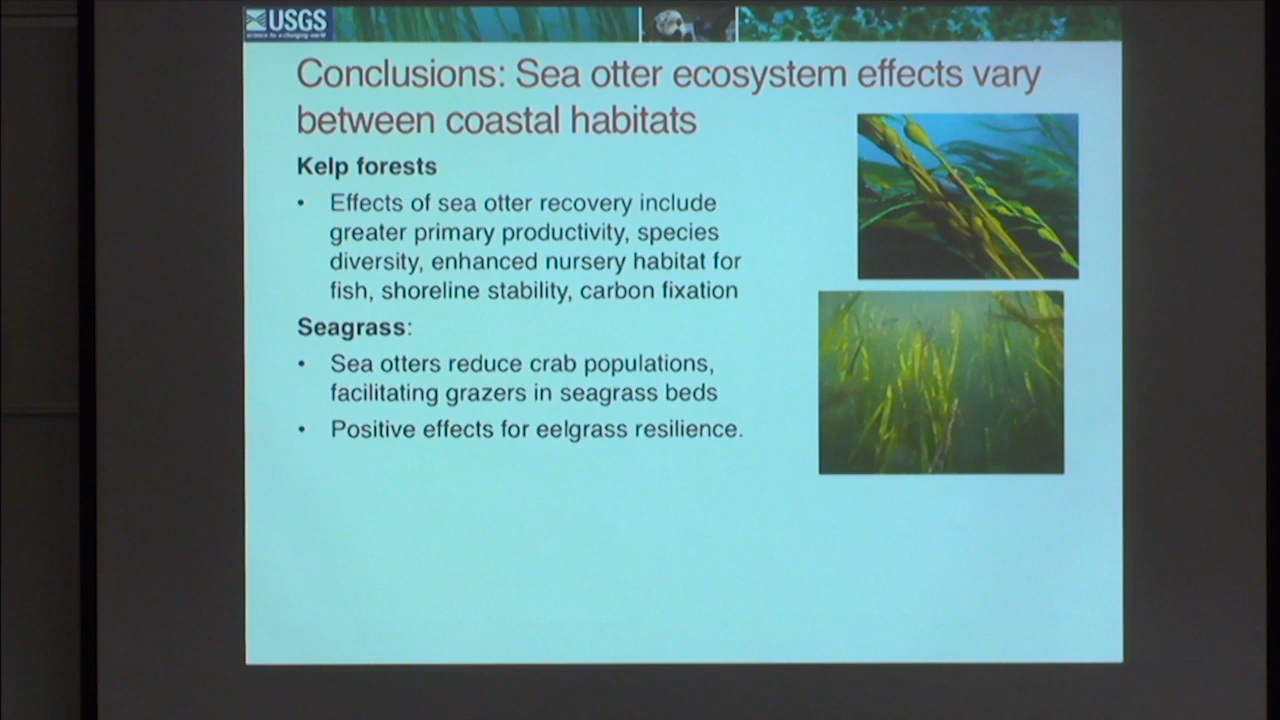 USGS
science for a changing world
Conclusions: Sea otter ecosystem effects vary
between coastal habitats
Kelp forests
• Effects of sea otter recovery include
greater primary productivity, species
diversity, enhanced nursery habitat for
fish, shoreline stability, carbon fixation
Seagrass:
• Sea otters reduce crab populations,
facilitating grazers in seagrass beds
• Positive effects for eelgrass resilience.